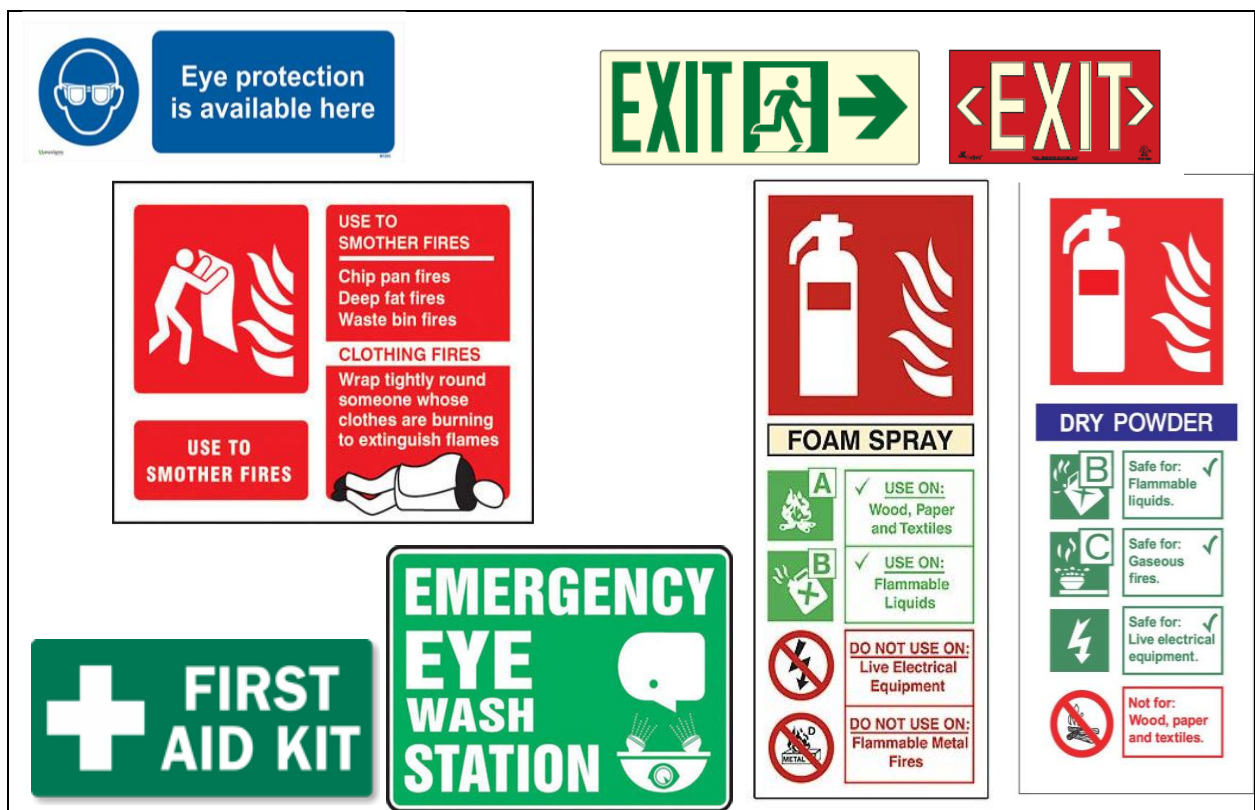 Eye protection
is available here
EXIT
<EXIT>
USE TO
SMOTHER FIRES
Chip pan fires
Deep fat fires
Waste bin fires
CLOTHING FIRES
Wrap tightly round
someone whose
clothes are burning
to extinguish flames
USE TO
SMOTHER FIRES
FOAM SPRAY
A
USE ON:
Wood, Paper
and Textiles
B
USE ON:
Flammable
Liquids
DO NOT USE ON:
Live Electrical
Equipment
D
METAL
DO NOT USE ON:
Flammable Metal
Fires
DRY POWDER
B
Safe for:
Flammable
liquids.
C
Safe for:
Gaseous
fires.
Safe for:
Live electrical
equipment.
Not for:
Wood, paper
and textiles.
FIRST
AID KIT
EMERGENCY
EYE
WASH
STATION